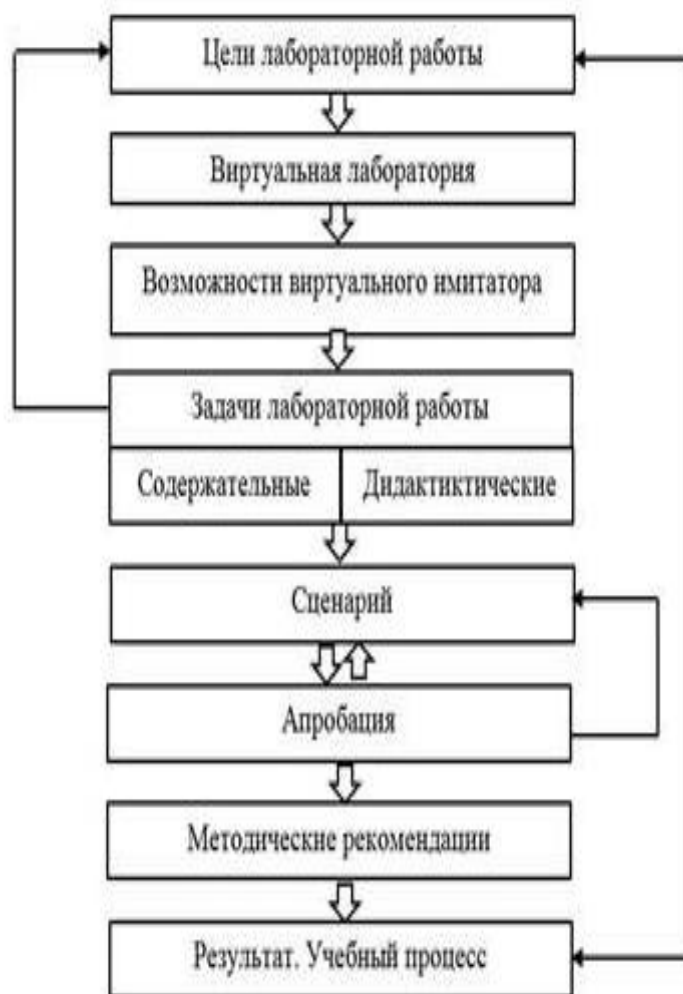 Цели лабораторной работы
Виртуальная лаборатория
Возможности виртуального имитатора
Задачи лабораторной работы
Содержательные
Дидактиктические
Сценарий
Апробация
Методические рекомендации
Результат. Учебный процесс